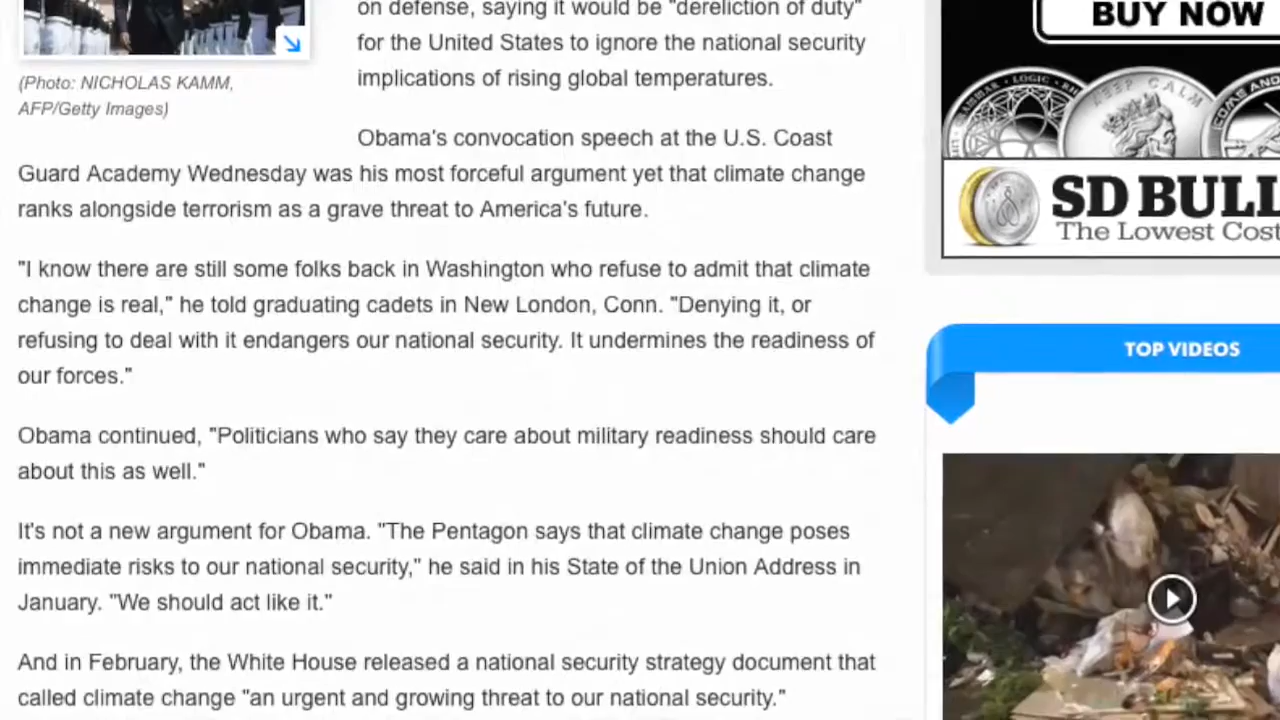 on defense, saying it would be "dereliction of duty"
for the United States to ignore the national security
implications of rising global temperatures.
(Photo: NICHOLAS KAMM,
AFP/Getty Images)
Obama's convocation speech at the U.S. Coast
Guard Academy Wednesday was his most forceful argument yet that climate change
ranks alongside terrorism as a grave threat to America's future.
"I know there are still some folks back in Washington who refuse to admit that climate
change is real," he told graduating cadets in New London, Conn. "Denying it, or
refusing to deal with it endangers our national security. It undermines the readiness of
our forces."
Obama continued, "Politicians who say they care about military readiness should care
about this as well."
It's not a new argument for Obama. "The Pentagon says that climate change poses
immediate risks to our national security," he said in his State of the Union Address in
January. "We should act like it."
And in February, the White House released a national security strategy document that
called climate change "an urgent and growing threat to our national security."
BUY NOW
LOGIC
KEEP CALM
COME AND
SD BULL
The Lowest Cost
TOP VIDEOS